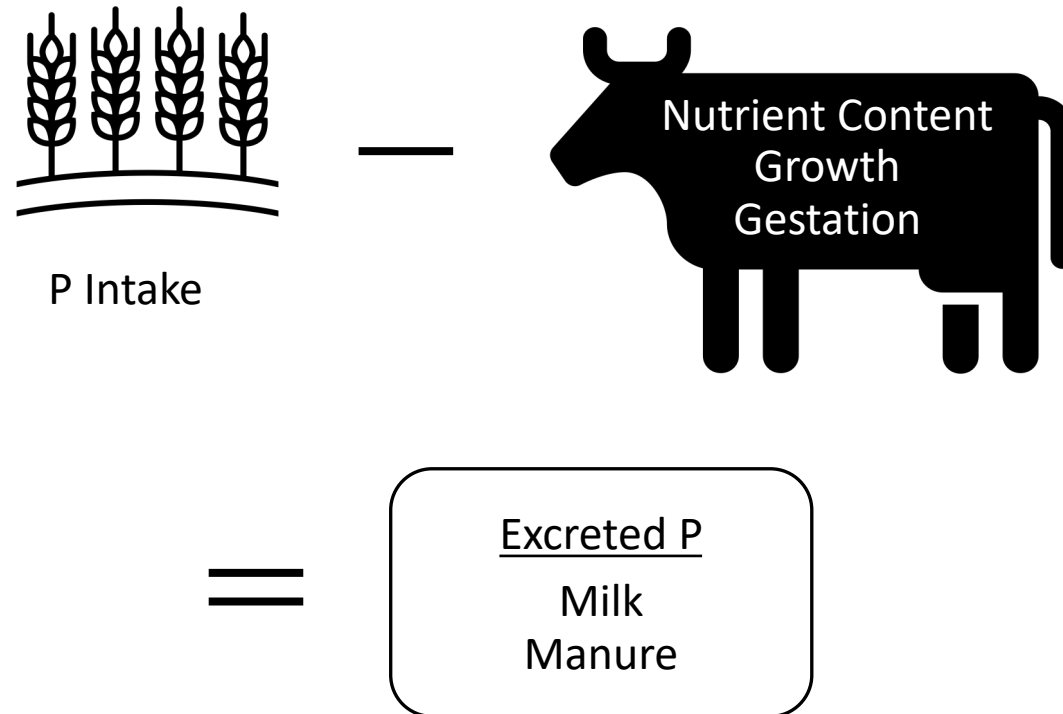 Nutrient Content
Growth
Gestation
P Intake
Excreted P
Milk
Manure